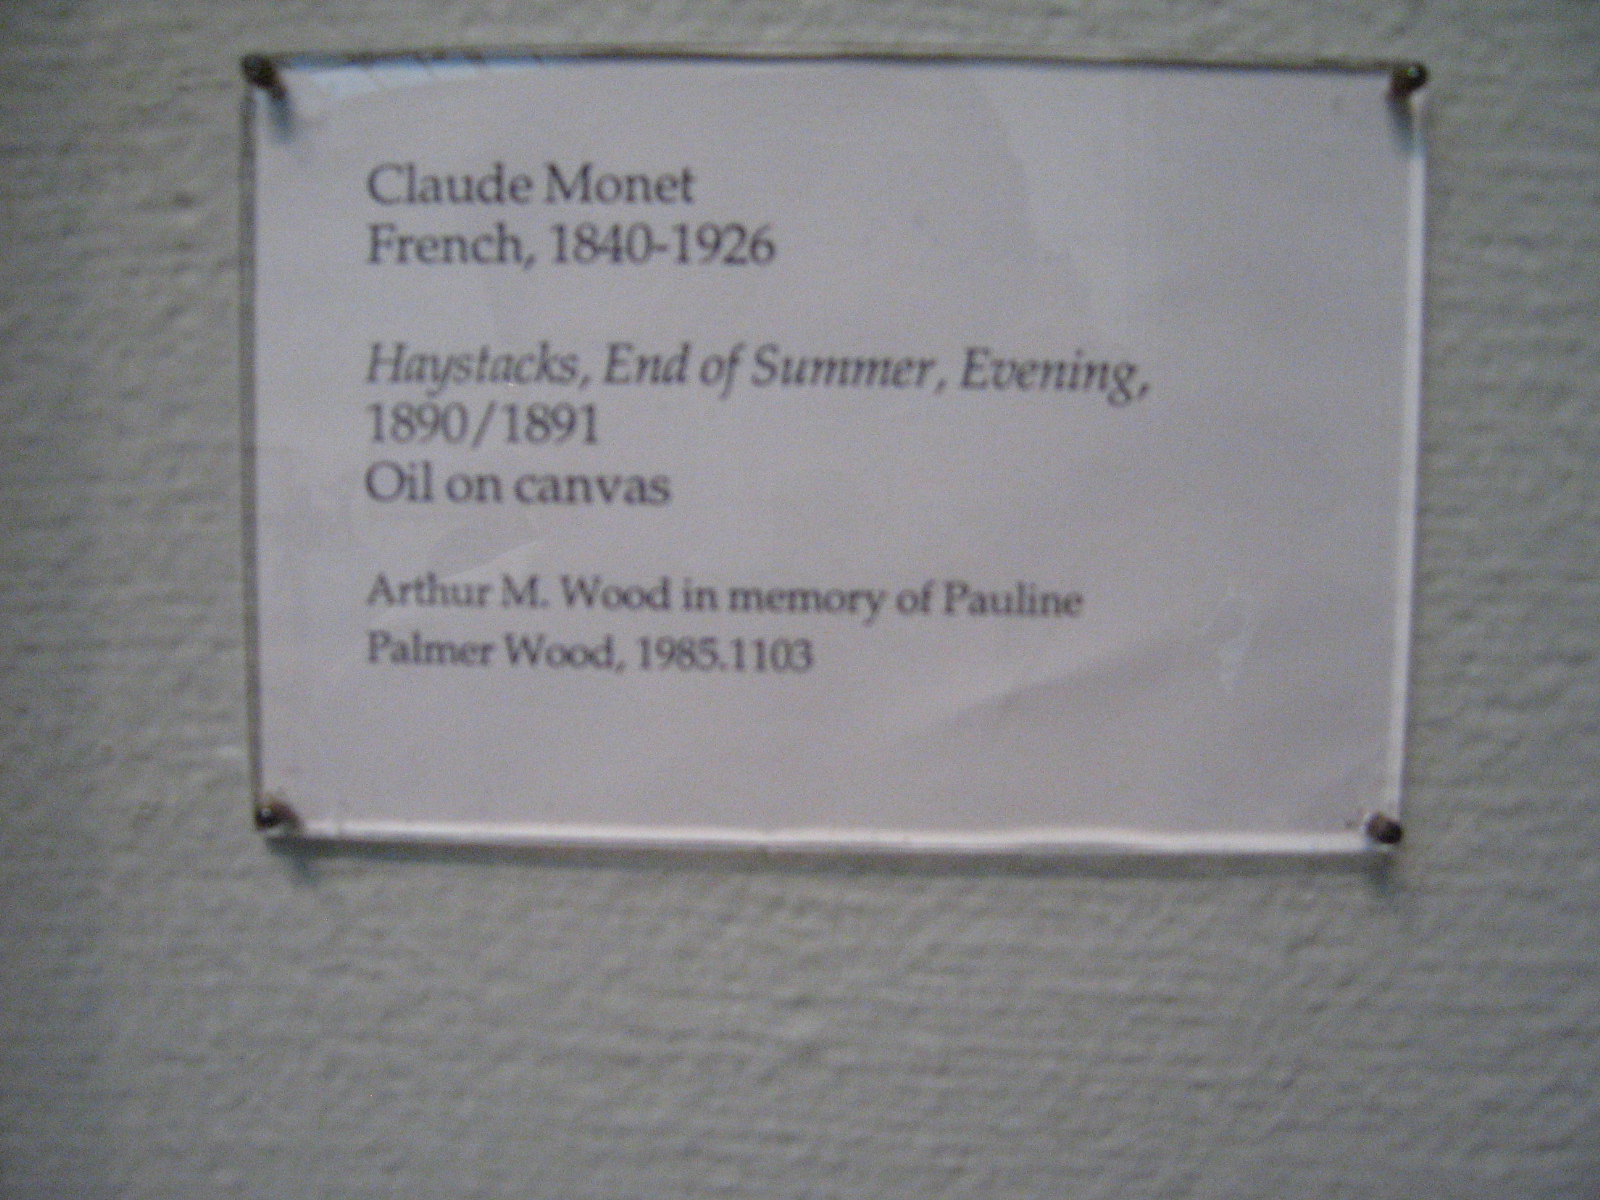 Claude Monet
French, 1840-1926
Haystacks, End of Summer, Evening,
1890/1891
Oil on canvas
Arthur M. Wood in memory of Pauline
Palmer Wood, 1985.1103